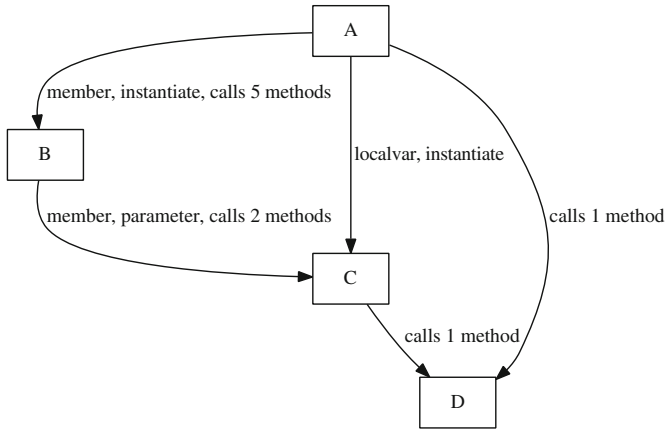 A
member, instantiate, calls 5 methods
B
localvar, instantiate
member, parameter, calls 2 methods
calls 1 method
C
calls 1 method
D